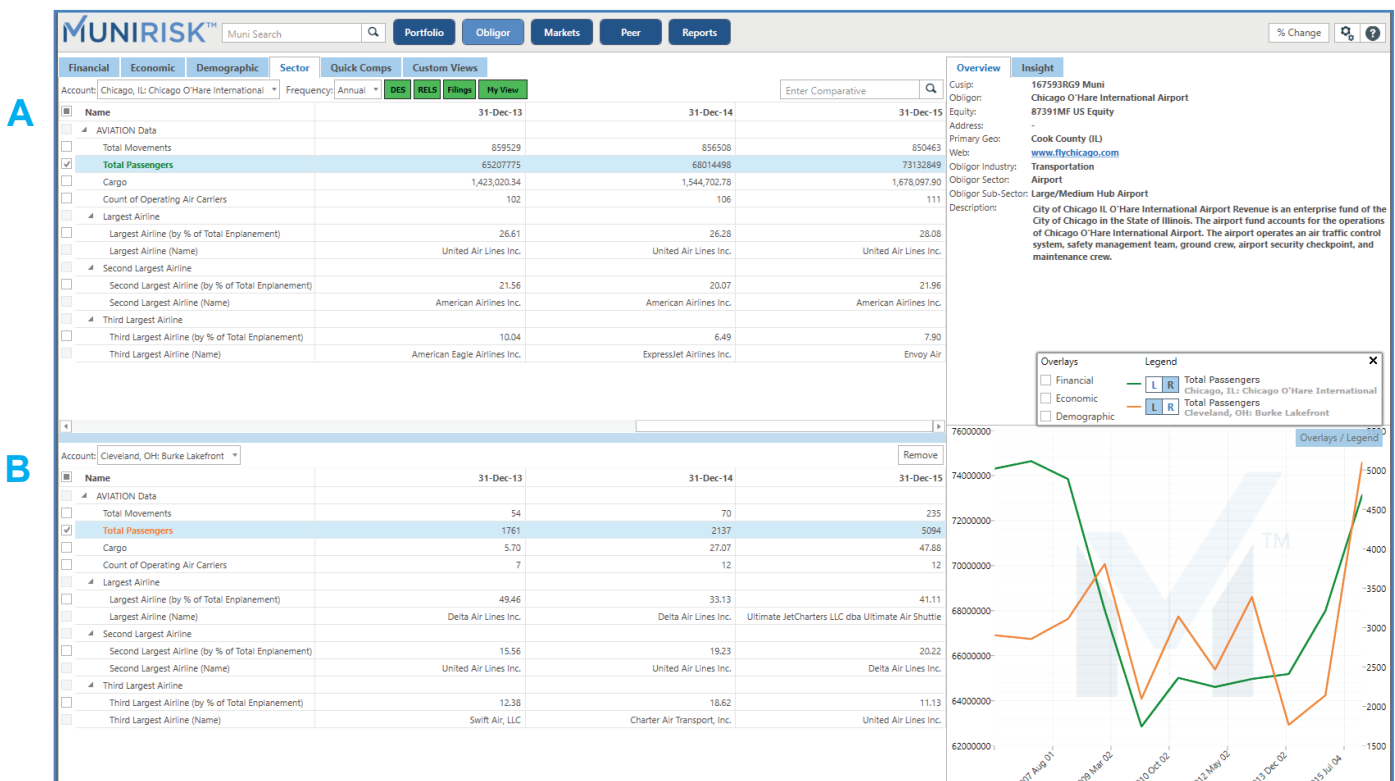 A
MUNIRISK™ Muni Search Portfolio Obligor Markets Peer Reports % Change ?
Financial Economic Demographic Sector Quick Comps Custom Views
Account: Chicago, IL: Chicago O'Hare International Frequency: Annual DES RELS Filings My View Enter Comparative
Name 31-Dec-13 31-Dec-14 31-Dec-15
AVIATION Data
Total Movements 859529 856508 850463
Total Passengers 65207775 68014498 73132849
Cargo 1,423,020.34 1,544,702.78 1,678,097.90
Count of Operating Air Carriers 102 106 111
Largest Airline
Largest Airline (by % of Total Enplanement) 26.61 26.28 28.08
Largest Airline (Name) United Air Lines Inc. United Air Lines Inc. United Air Lines Inc.
Second Largest Airline
Second Largest Airline (by % of Total Enplanement) 21.56 20.07 21.96
Second Largest Airline (Name) American Airlines Inc. American Airlines Inc. American Airlines Inc.
Third Largest Airline
Third Largest Airline (by % of Total Enplanement) 10.04 6.49 7.90
Third Largest Airline (Name) American Eagle Airlines Inc. ExpressJet Airlines Inc. Envoy Air
Overview Insight
Cusip: 167593RG9 Muni
Obligor: Chicago O'Hare International Airport
Equity: 87391MF US Equity
Address: -
Primary Geo: Cook County (IL)
Web: www.flychicago.com
Obligor Industry: Transportation
Obligor Sector: Airport
Obligor Sub-Sector: Large/Medium Hub Airport
Description: City of Chicago IL O'Hare International Airport Revenue is an enterprise fund of the
City of Chicago in the State of Illinois. The airport fund accounts for the operations
of Chicago O'Hare International Airport. The airport operates an air traffic control
system, safety management team, ground crew, airport security checkpoint, and
maintenance crew.
Overlays Legend
Financial L R Total Passengers
Chicago, IL: Chicago O'Hare International
Economic L R Total Passengers
Demographic Cleveland, OH: Burke Lakefront
B
Account: Cleveland, OH: Burke Lakefront Remove
Name 31-Dec-13 31-Dec-14 31-Dec-15
AVIATION Data
Total Movements 54 70 235
Total Passengers 1761 2137 5094
Cargo 5.70 27.07 47.88
Count of Operating Air Carriers 7 12 12
Largest Airline
Largest Airline (by % of Total Enplanement) 49.46 33.13 41.11
Largest Airline (Name) Delta Air Lines Inc. Delta Air Lines Inc. Ultimate JetCharters LLC dba Ultimate Air Shuttle
Second Largest Airline
Second Largest Airline (by % of Total Enplanement) 15.56 19.23 20.22
Second Largest Airline (Name) United Air Lines Inc. United Air Lines Inc. Delta Air Lines Inc.
Third Largest Airline
Third Largest Airline (by % of Total Enplanement) 12.38 18.62 11.13
Third Largest Airline (Name) Swift Air, LLC Charter Air Transport, Inc. United Air Lines Inc.
Overlays / Legend
76000000
74000000 5000
4500
72000000
TM
4000
70000000
3500
68000000
3000
66000000
2500
64000000 2000
62000000 1500